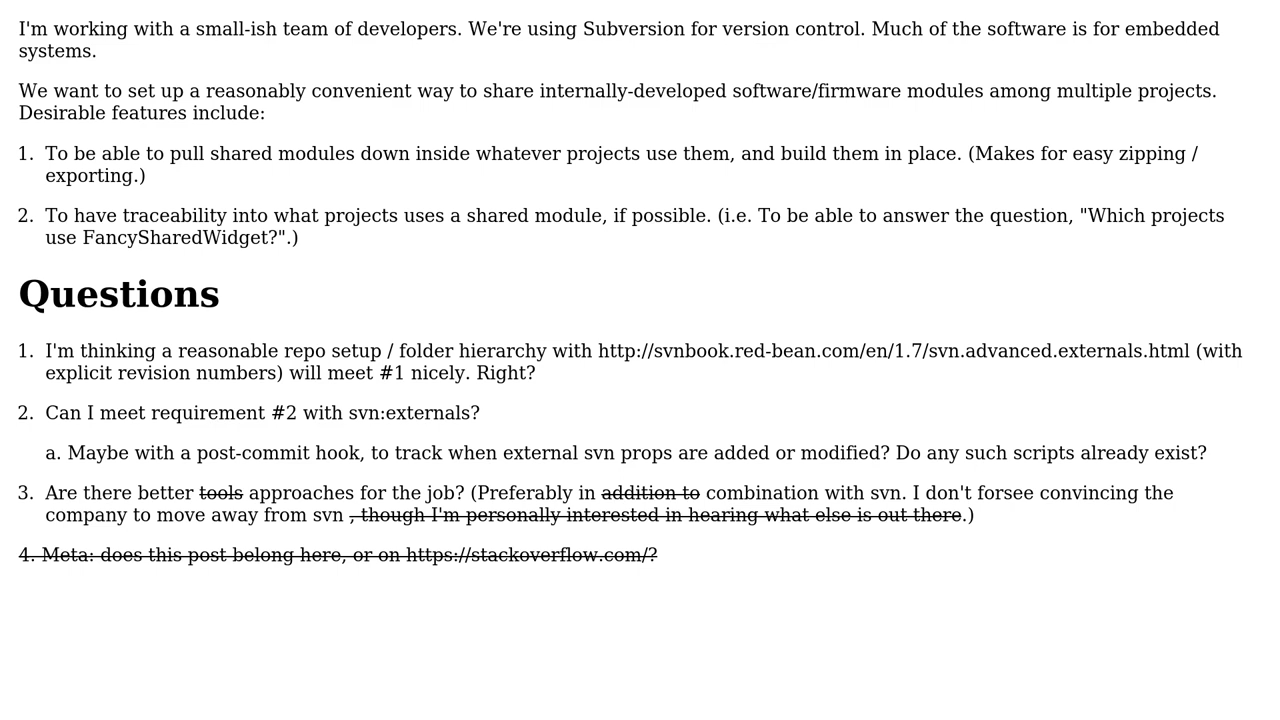 I'm working with a small-ish team of developers. We're using Subversion for version control. Much of the software is for embedded
systems.
We want to set up a reasonably convenient way to share internally-developed software/firmware modules among multiple projects.
Desirable features include:
1. To be able to pull shared modules down inside whatever projects use them, and build them in place. (Makes for easy zipping /
exporting.)
2. To have traceability into what projects uses a shared module, if possible. (i.e. To be able to answer the question, "Which projects
use FancySharedWidget?".)
Questions
1. I'm thinking a reasonable repo setup / folder hierarchy with http://svnbook.red-bean.com/en/1.7/svn.advanced.externals.html (with
explicit revision numbers) will meet #1 nicely. Right?
2. Can I meet requirement #2 with svn:externals?
a. Maybe with a post-commit hook, to track when external svn props are added or modified? Do any such scripts already exist?
3. Are there better tools approaches for the job? (Preferably in addition to combination with svn. I don't forsee convincing the
company to move away from svn , though I'm personally interested in hearing what else is out there.)
4. Meta: does this post belong here, or on https://stackoverflow.com/?